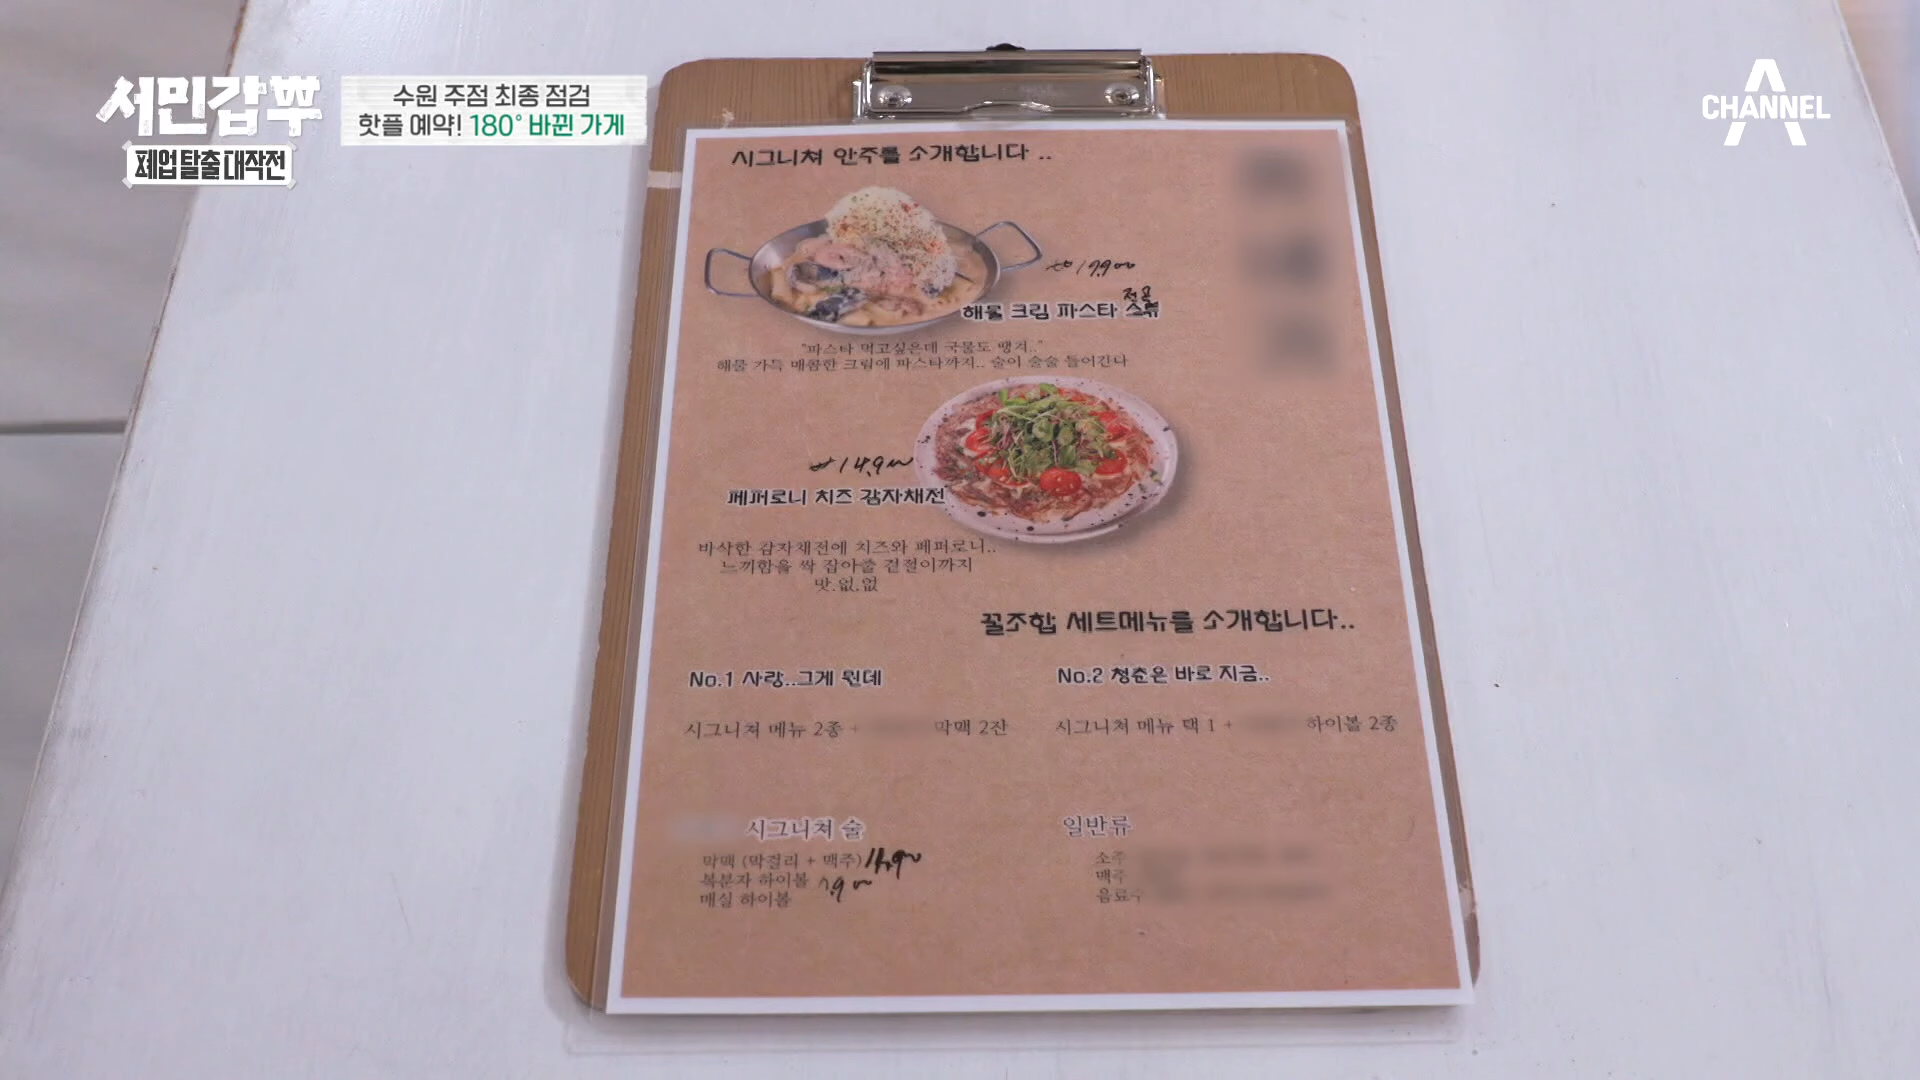 서민갑부
폐업 탈출 대작전
수원 주점 최종 점검
핫플 예약! 180° 바뀐 가게
CHANNEL A
시그니쳐 안주를 소개합니다 ..
₩19,900
전골
해물 크림 파스타 스튜
"파스타 먹고싶은데 국물도 땡겨.."
해물 가득 매콤한 크림에 파스타까지.. 술이 술술 들어간다
₩14,900
페퍼로니 치즈 감자채전
바삭한 감자채전에 치즈와 페퍼로니..
느끼함을 싹 잡아줄 겉절이까지
맛.없.없
꿀조합 세트메뉴를 소개합니다..
No.1 사랑..그게 뭔데
No.2 청춘은 바로 지금..
시그니쳐 메뉴 2종 + 막맥 2잔
시그니쳐 메뉴 택 1 + 하이볼 2종
시그니쳐 술
일반류
막맥 (막걸리 + 맥주)
복분자 하이볼
매실 하이볼
소주
맥주
음료수